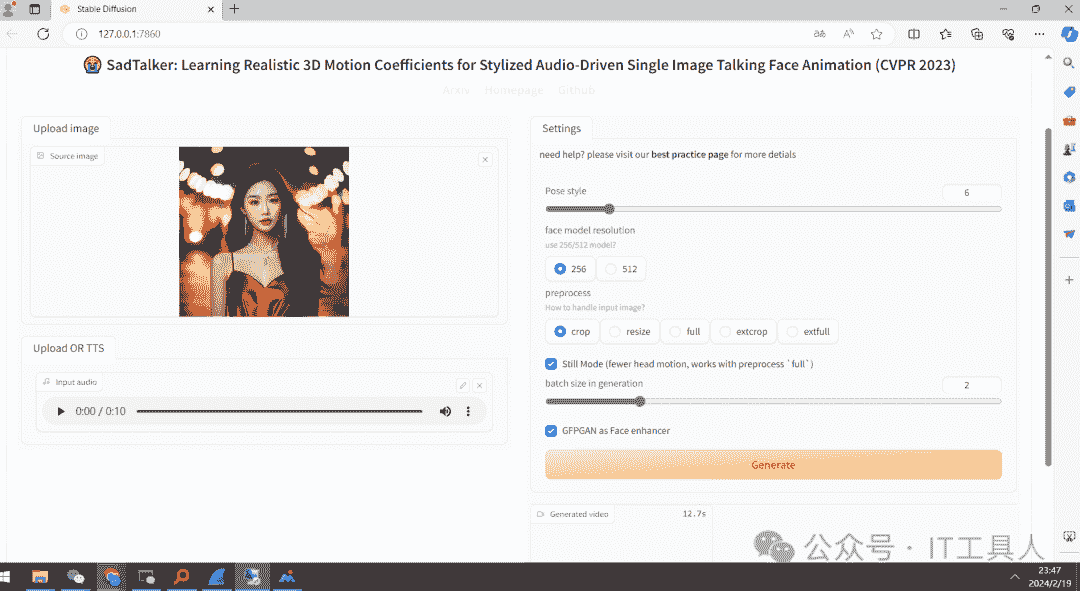 Stable Diffusion
127.0.0.1:7860
SadTalker: Learning Realistic 3D Motion Coefficients for Stylized Audio-Driven Single Image Talking Face Animation (CVPR 2023)
Arxiv Homepage Github
Upload image
Source image
Upload OR TTS
Input audio
0:00 / 0:10
Settings
need help? please visit our best practice page for more detials
Pose style
6
face model resolution
use 256/512 model?
256 512
preprocess
How to handle input image?
crop resize full extcrop extfull
Still Mode (fewer head motion, works with preprocess `full`)
batch size in generation
2
GFPGAN as Face enhancer
Generate
Generated video
12.7s
公众号 · IT工具人
23:47
2024/2/19